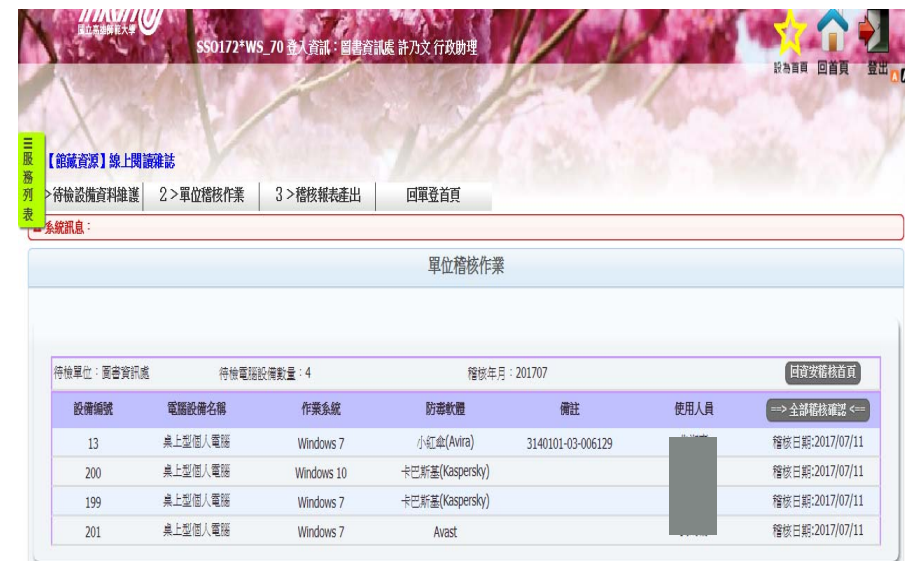 國立高雄師範大學
SSO172*WS_70 登入資訊：圖書資訊處 許乃文 行政助理
設為首頁 回首頁 登出
☰服務列表
【館藏資源】線上閱讀雜誌
>待檢設備資料維護 2>單位稽核作業 3>稽核報表產出 回單登首頁
系統訊息：
單位稽核作業
待檢單位：圖書資訊處 待檢電腦設備數量：4 稽核年月：201707 回資安稽核首頁
設備編號 電腦設備名稱 作業系統 防毒軟體 備註 使用人員 ==> 全部稽核確認 <==
13 桌上型個人電腦 Windows 7 小紅傘(Avira) 3140101-03-006129 稽核日期:2017/07/11
200 桌上型個人電腦 Windows 10 卡巴斯基(Kaspersky) 稽核日期:2017/07/11
199 桌上型個人電腦 Windows 7 卡巴斯基(Kaspersky) 稽核日期:2017/07/11
201 桌上型個人電腦 Windows 7 Avast 稽核日期:2017/07/11